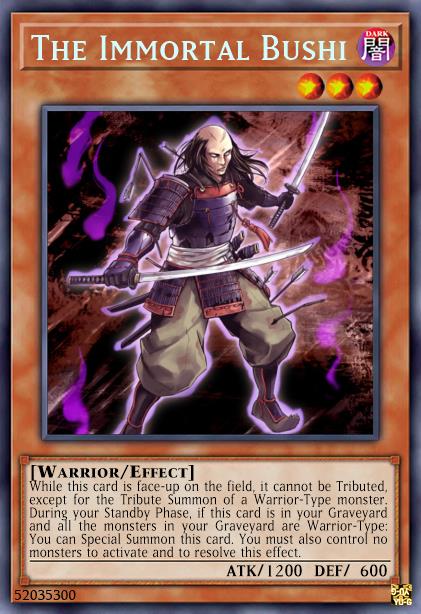 The Immortal Bushi
DARK
闇
[Warrior/Effect]
While this card is face-up on the field, it cannot be Tributed,
except for the Tribute Summon of a Warrior-Type monster.
During your Standby Phase, if this card is in your Graveyard
and all the monsters in your Graveyard are Warrior-Type:
You can Special Summon this card. You must also control no
monsters to activate and to resolve this effect.
ATK/1200 DEF/ 600
52035300